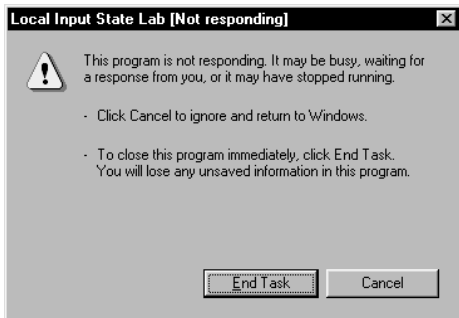 Local Input State Lab [Not responding]
This program is not responding. It may be busy, waiting for
a response from you, or it may have stopped running.
- Click Cancel to ignore and return to Windows.
- To close this program immediately, click End Task.
You will lose any unsaved information in this program.
End Task Cancel